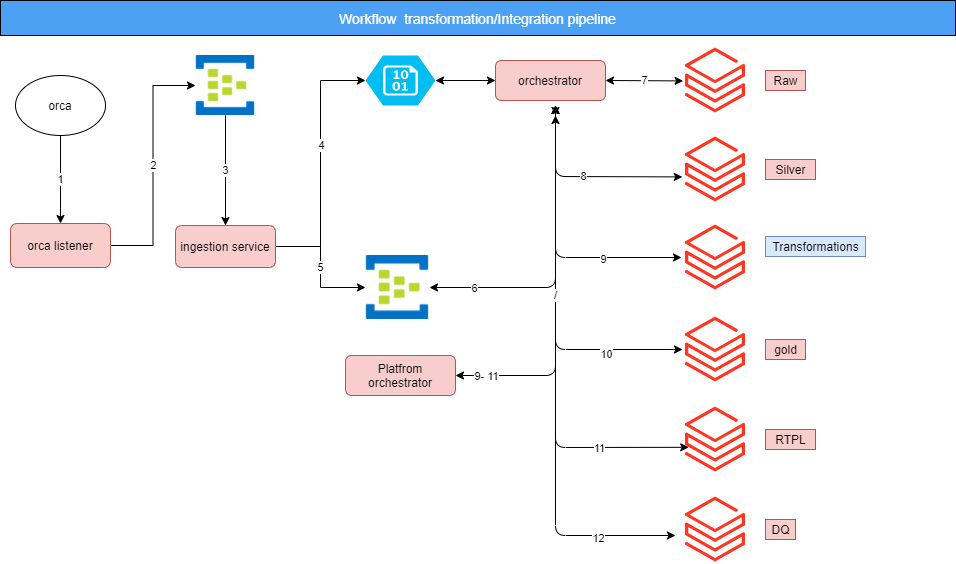 Workflow transformation/Integration pipeline
orca
1
orca listener
2
3
ingestion service
4
5
10
01
orchestrator
6
7
Raw
8
Silver
9
Transformations
/
10
gold
Platfrom
orchestrator
9- 11
11
RTPL
12
DQ